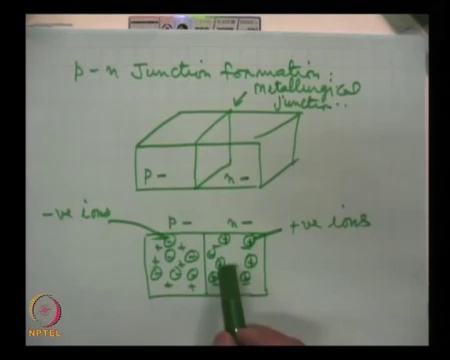 p-n Junction formation:
metallurgical
junction..
p- n-
-ve ions p- n- +ve ions
NPTEL